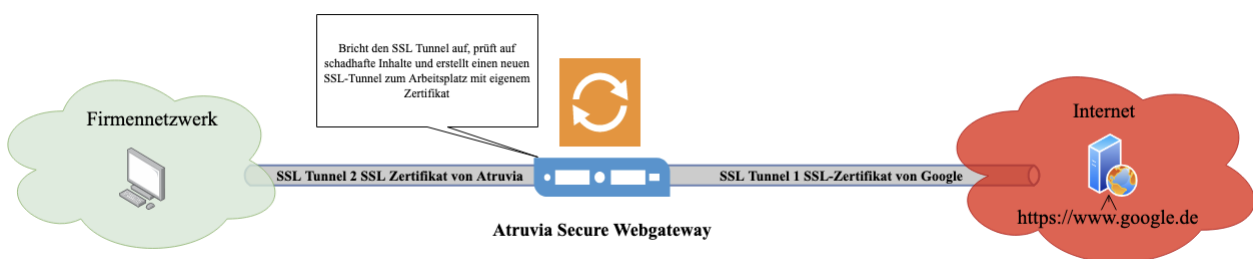 Bricht den SSL Tunnel auf, prüft auf
schadhafte Inhalte und erstellt einen neuen
SSL-Tunnel zum Arbeitsplatz mit eigenem
Zertifikat
Firmennetzwerk
Internet
SSL Tunnel 2 SSL Zertifikat von Atruvia
SSL Tunnel 1 SSL-Zertifikat von Google
https://www.google.de
Atruvia Secure Webgateway